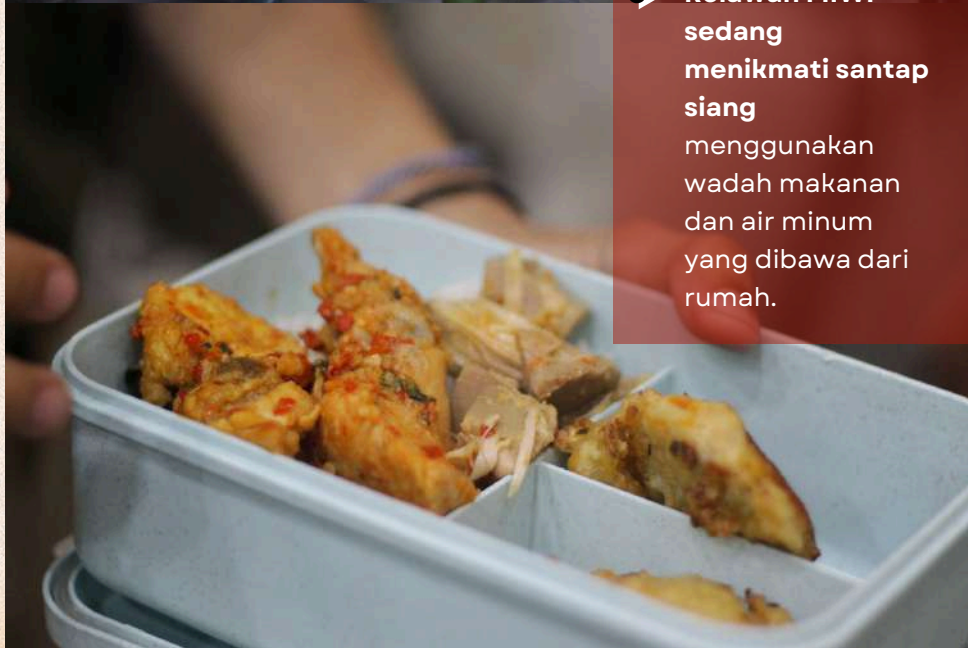 sedang
menikmati santap
siang
menggunakan
wadah makanan
dan air minum
yang dibawa dari
rumah.